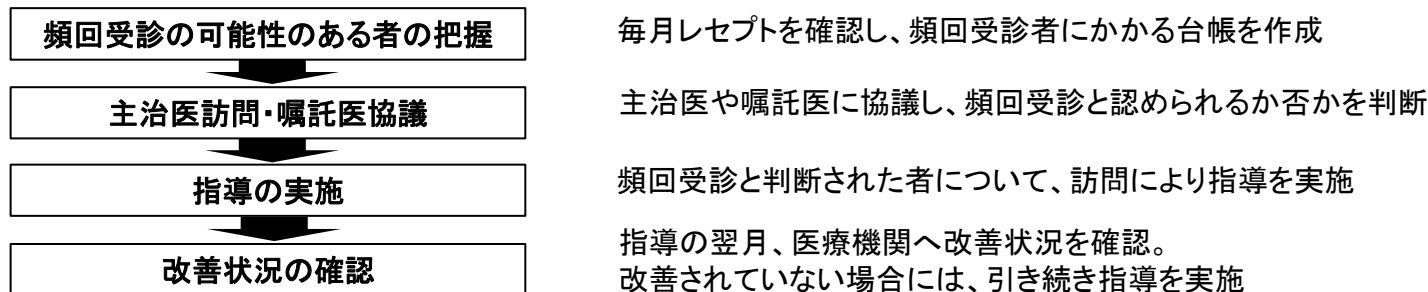 頻回受診の可能性のある者の把握
毎月レセプトを確認し、頻回受診者にかかる台帳を作成
主治医訪問・嘱託医協議
主治医や嘱託医に協議し、頻回受診と認められるか否かを判断
指導の実施
頻回受診と判断された者について、訪問により指導を実施
改善状況の確認
指導の翌月、医療機関へ改善状況を確認。
改善されていない場合には、引き続き指導を実施